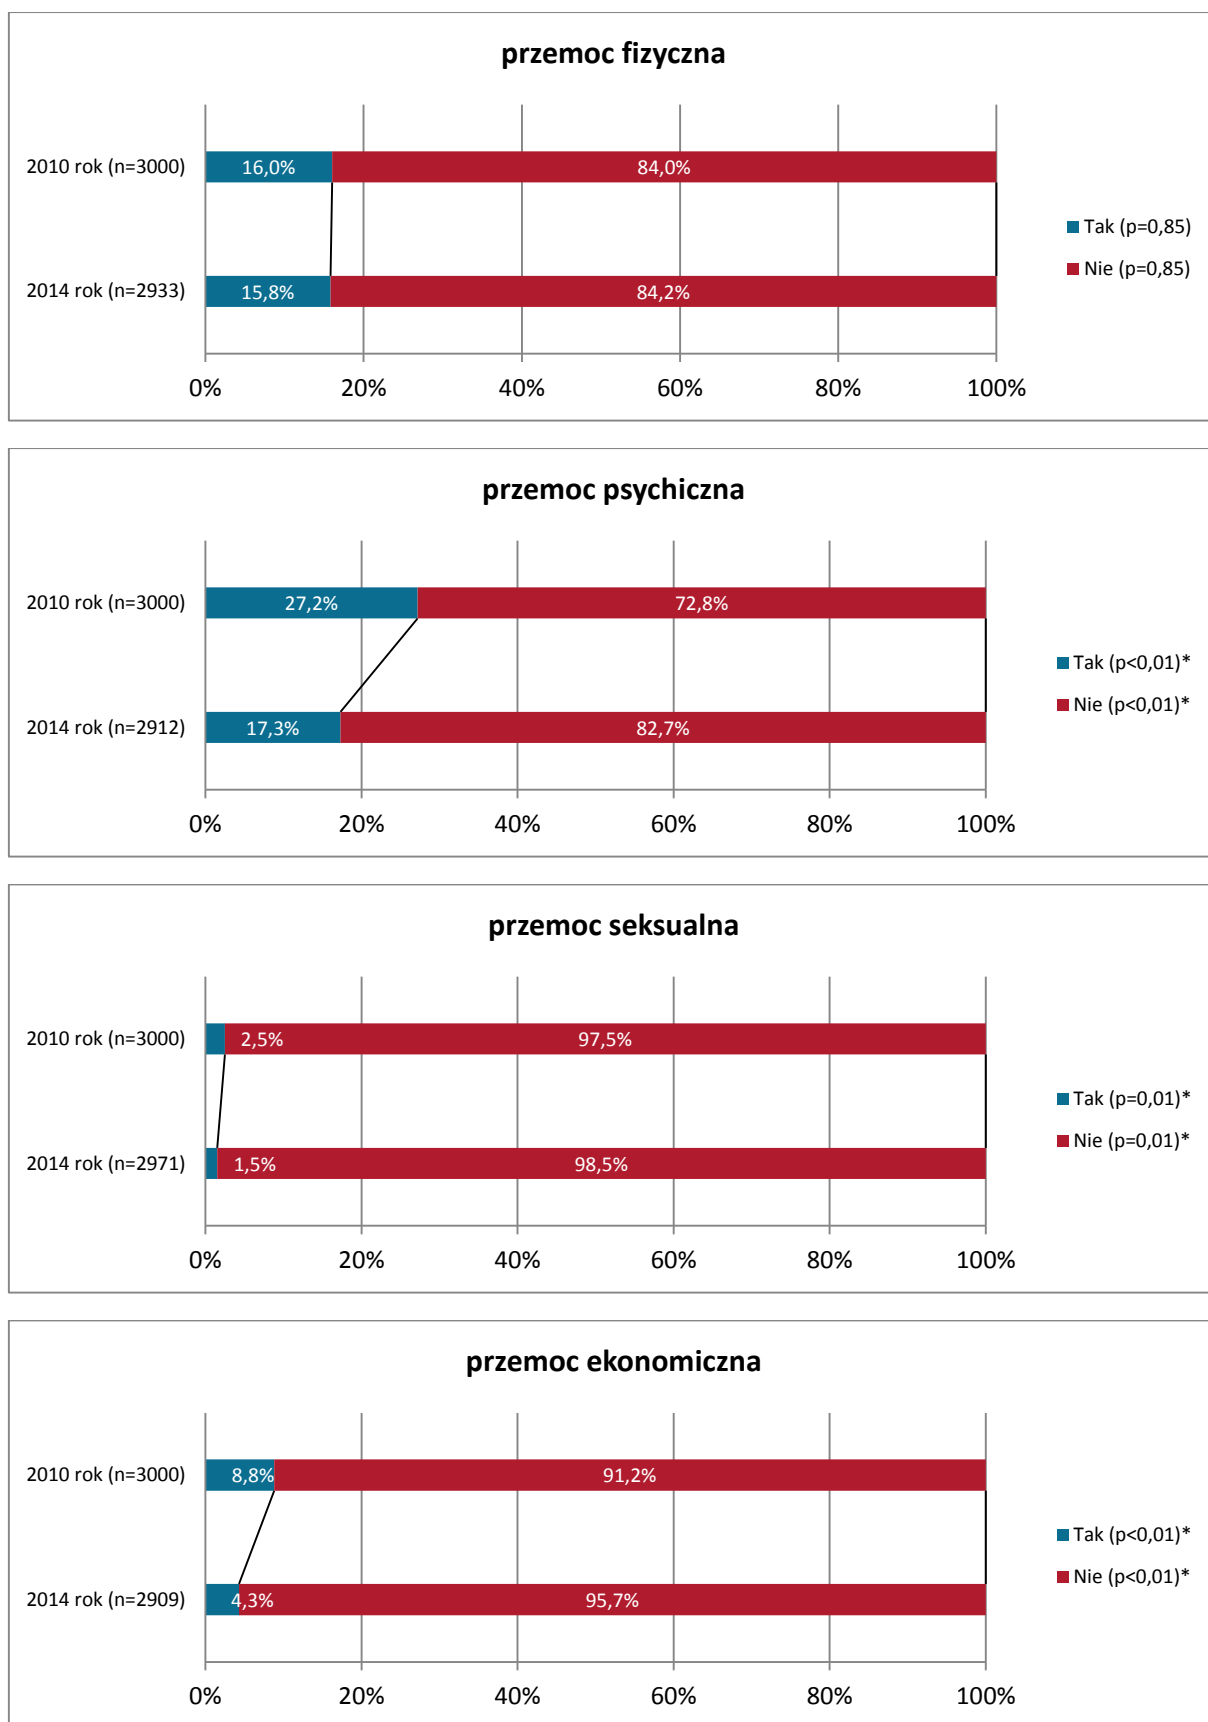 przemoc fizyczna
2010 rok (n=3000)
16,0%
84,0%
Tak (p=0,85)
Nie (p=0,85)
2014 rok (n=2933)
15,8%
84,2%
0% 20% 40% 60% 80% 100%
przemoc psychiczna
2010 rok (n=3000)
27,2%
72,8%
Tak (p<0,01)*
Nie (p<0,01)*
2014 rok (n=2912)
17,3%
82,7%
0% 20% 40% 60% 80% 100%
przemoc seksualna
2010 rok (n=3000)
2,5%
97,5%
Tak (p=0,01)*
Nie (p=0,01)*
2014 rok (n=2971)
1,5%
98,5%
0% 20% 40% 60% 80% 100%
przemoc ekonomiczna
2010 rok (n=3000)
8,8%
91,2%
Tak (p<0,01)*
Nie (p<0,01)*
2014 rok (n=2909)
4,3%
95,7%
0% 20% 40% 60% 80% 100%